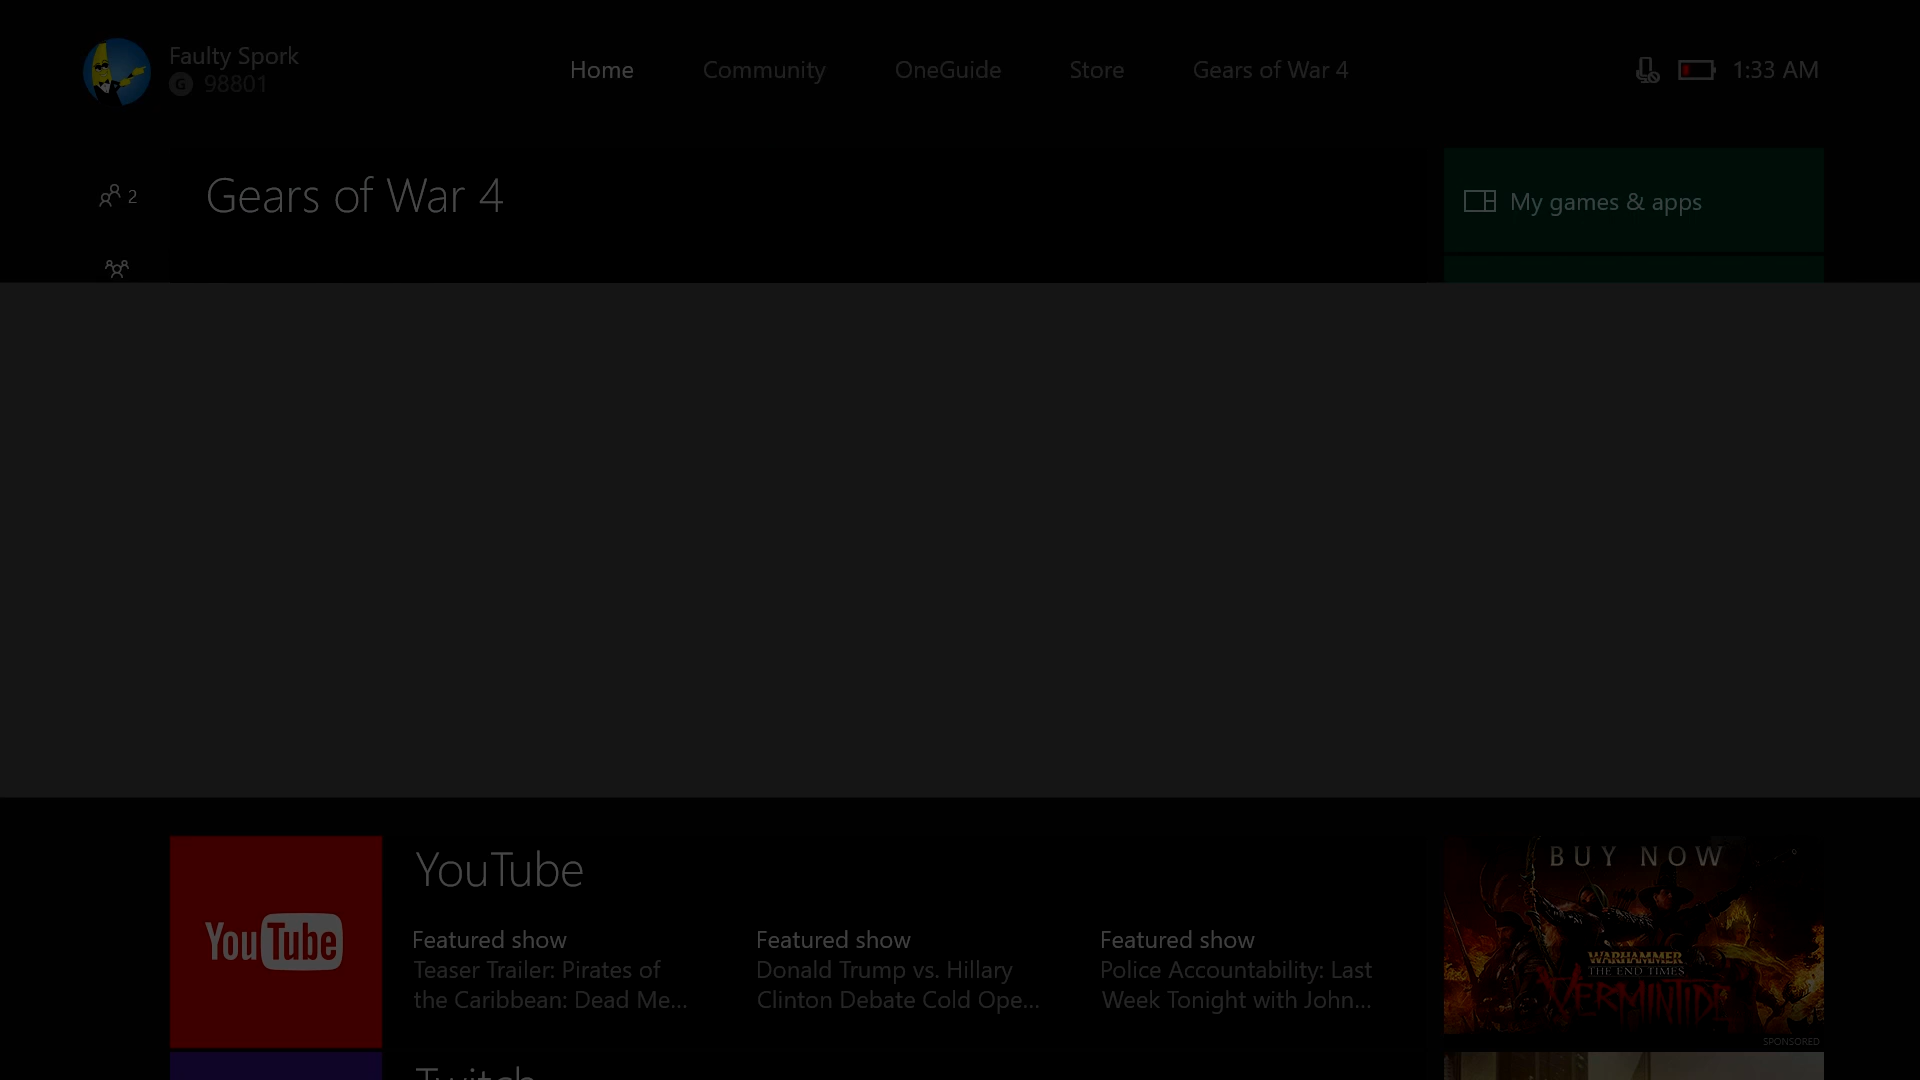 Faulty Spork
G 98801
Home
Community
OneGuide
Store
Gears of War 4
1:33 AM
2
Gears of War 4
My games & apps
YouTube
YouTube
Featured show
Teaser Trailer: Pirates of
the Caribbean: Dead Me...
Featured show
Donald Trump vs. Hillary
Clinton Debate Cold Ope...
Featured show
Police Accountability: Last
Week Tonight with John...
BUY NOW
WARHAMMER
THE END TIMES
VERMINTIDE
SPONSORED
Twitch